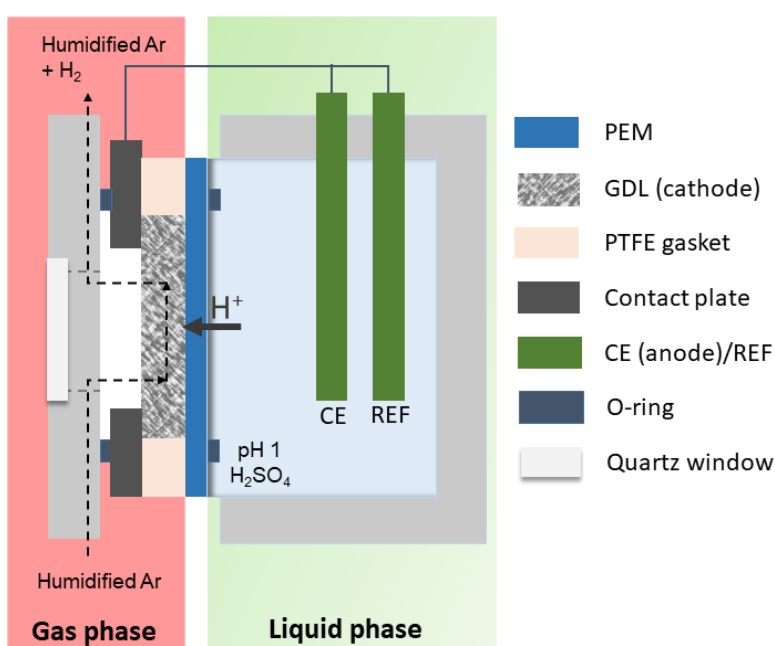 Humidified Ar
+ H₂
H⁺
CE
REF
pH 1
H₂SO₄
Humidified Ar
Gas phase
Liquid phase
PEM
GDL (cathode)
PTFE gasket
Contact plate
CE (anode)/REF
O-ring
Quartz window